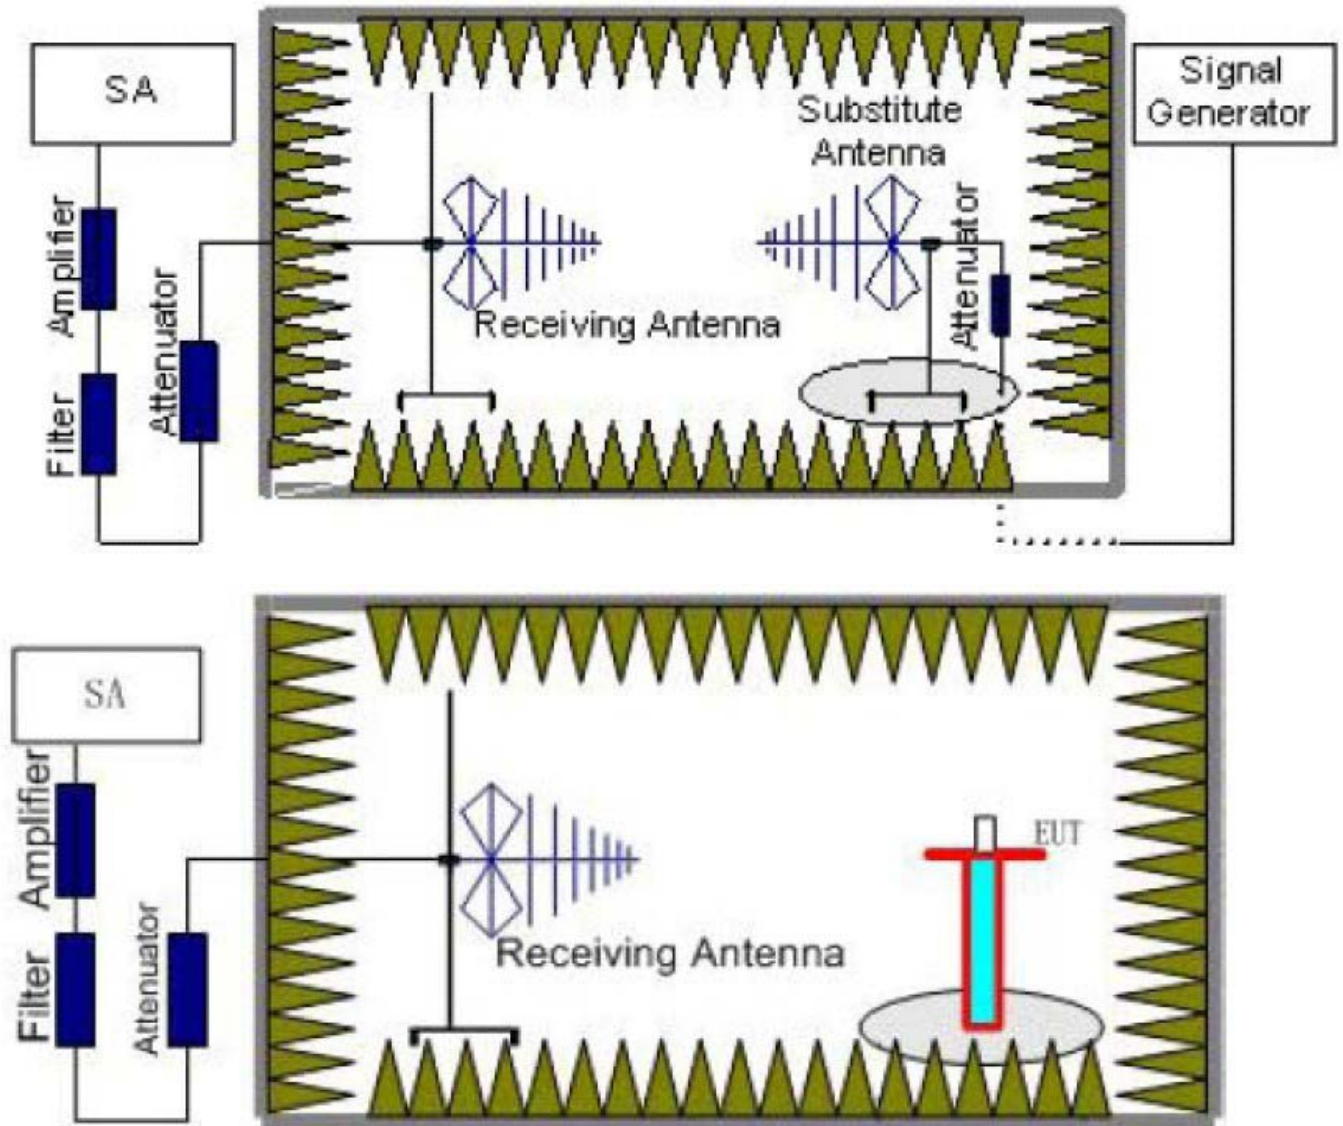 SA
Signal
Generator
Substitute
Antenna
Amplifier
Attenuator
Attenuator
Receiving Antenna
Filter
SA
Amplifier
EUT
Attenuator
Receiving Antenna
Filter